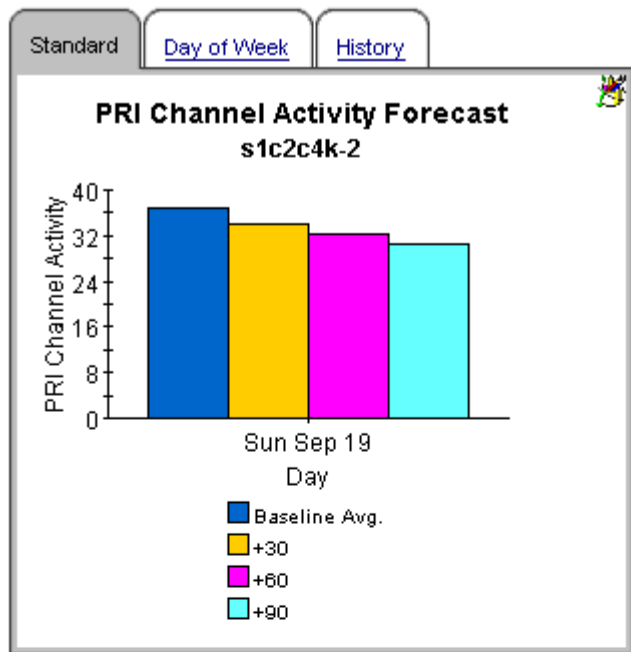 Standard
Day of Week
History
PRI Channel Activity Forecast
s1c2c4k-2
PRI Channel Activity
40
32
24
16
8
0
Sun Sep 19
Day
Baseline Avg.
+30
+60
+90